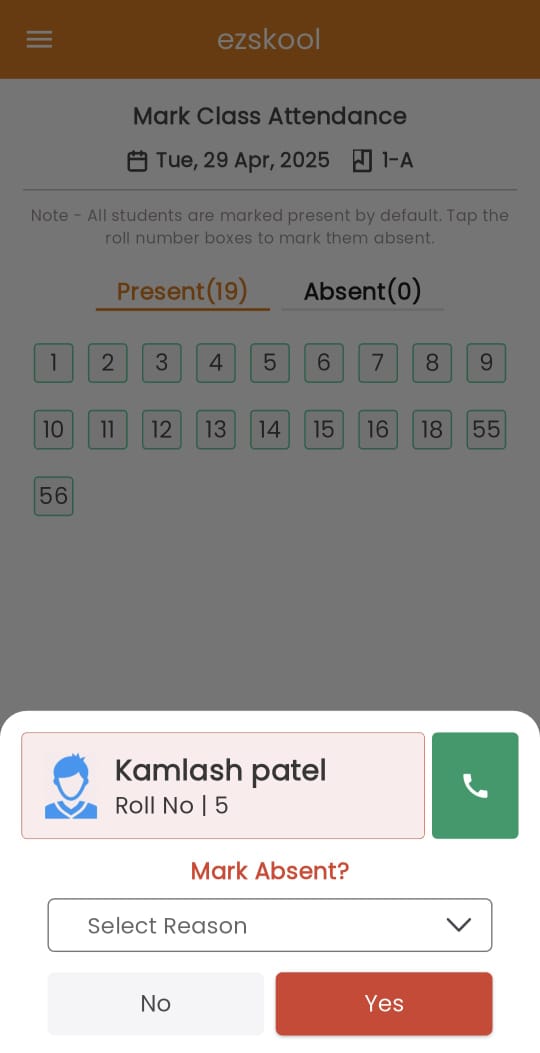 ezskool
Mark Class Attendance
Tue, 29 Apr, 2025 1-A
Note - All students are marked present by default. Tap the
roll number boxes to mark them absent.
Present(19) Absent(0)
1 2 3 4 5 6 7 8 9
10 11 12 13 14 15 16 18 55
56
Kamlash patel
Roll No | 5
Mark Absent?
Select Reason
No Yes